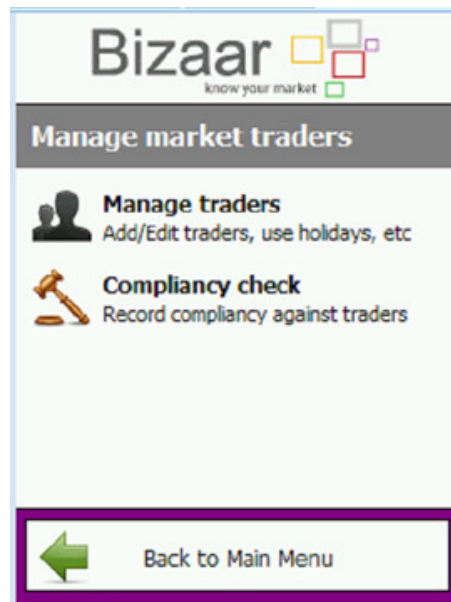 Bizaar
know your market
Manage market traders
Manage traders
Add/Edit traders, use holidays, etc
Compliancy check
Record compliancy against traders
Back to Main Menu